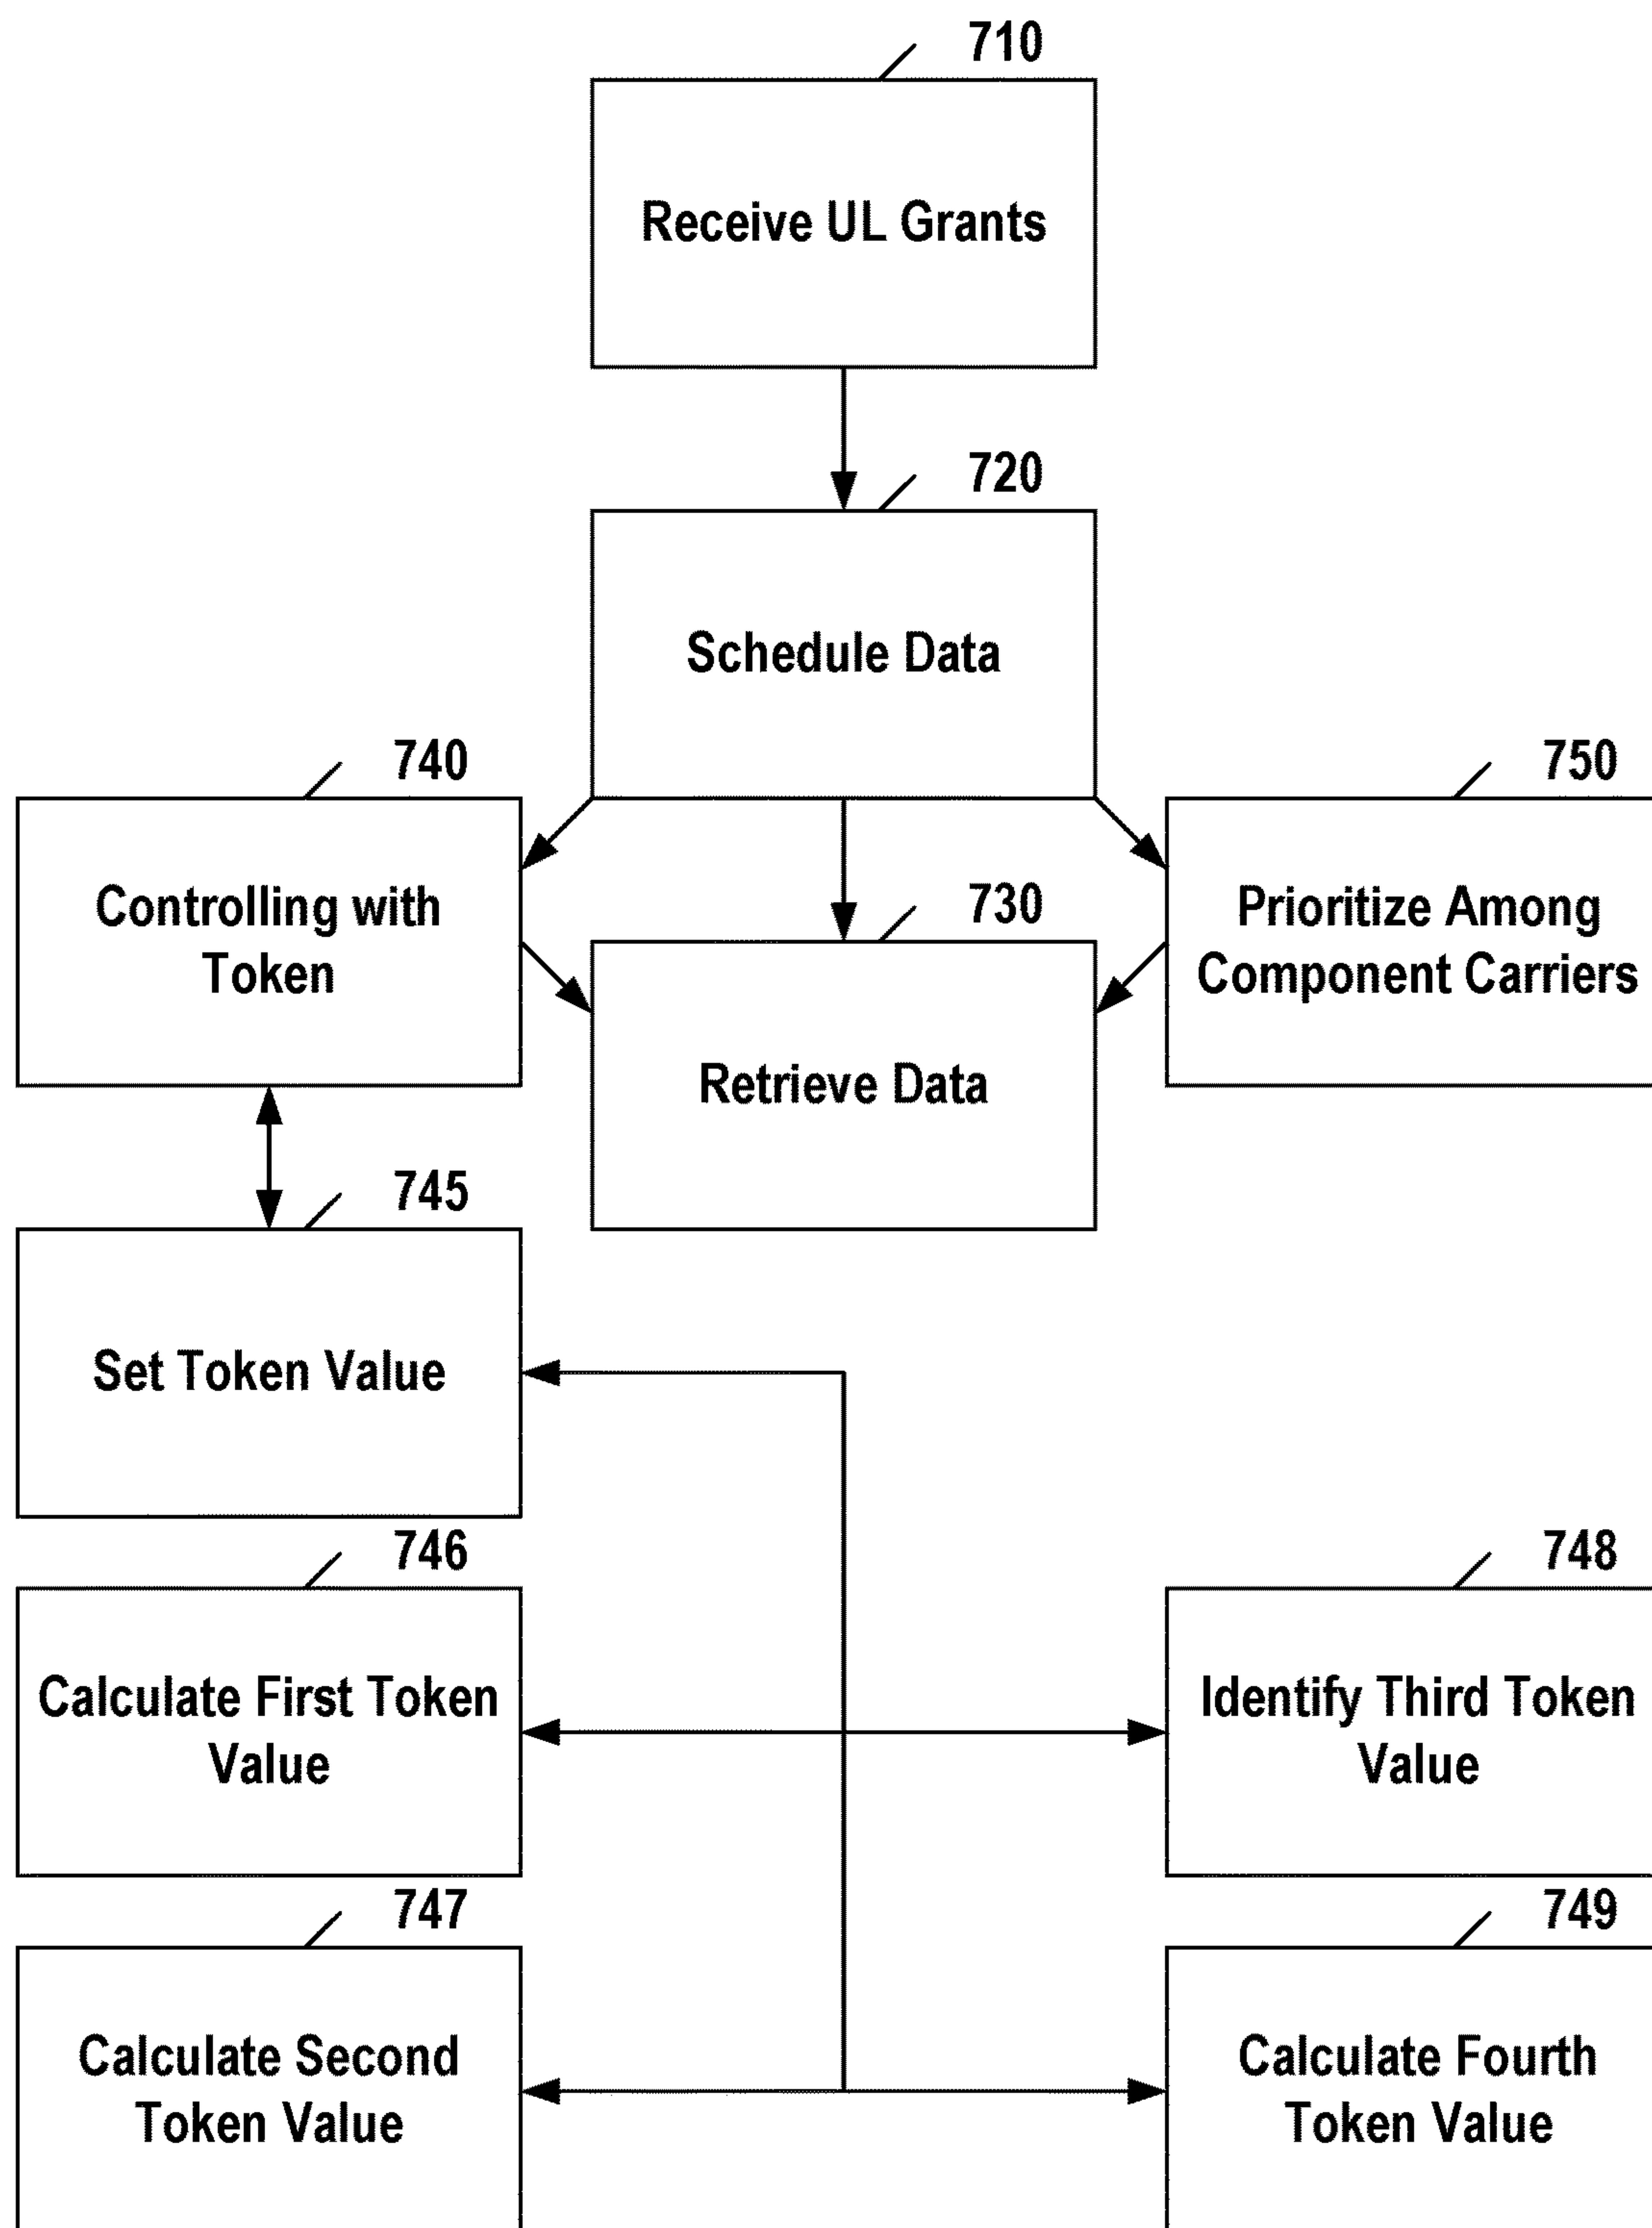 710
Receive UL Grants
720
Schedule Data
740
Controlling with
Token
730
Retrieve Data
750
Prioritize Among
Component Carriers
745
Set Token Value
746
Calculate First Token
Value
748
Identify Third Token
Value
747
Calculate Second
Token Value
749
Calculate Fourth
Token Value